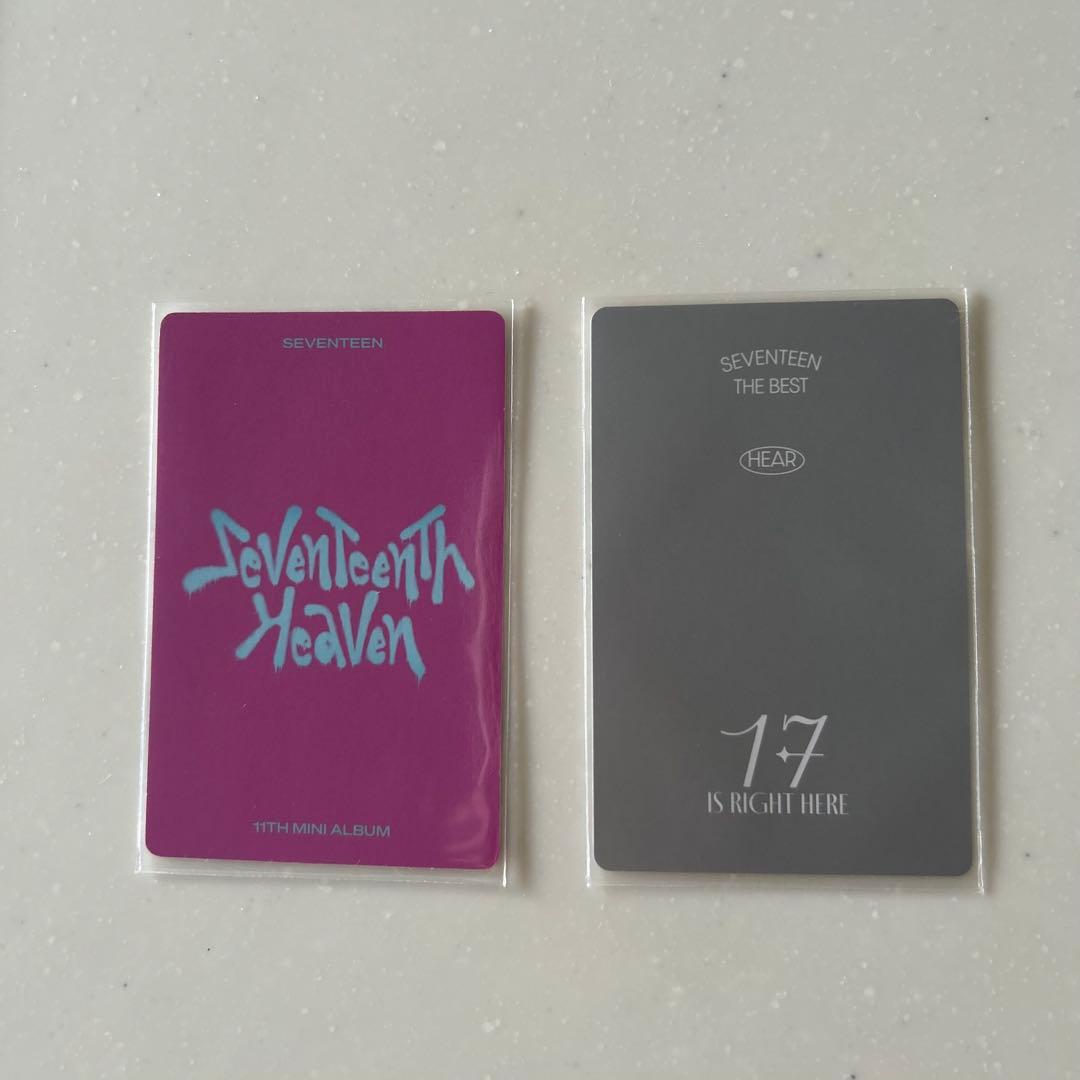 SEVENTEEN
SevenTeenTh
Heaven
11TH MINI ALBUM
SEVENTEEN
THE BEST
HEAR
17
IS RIGHT HERE